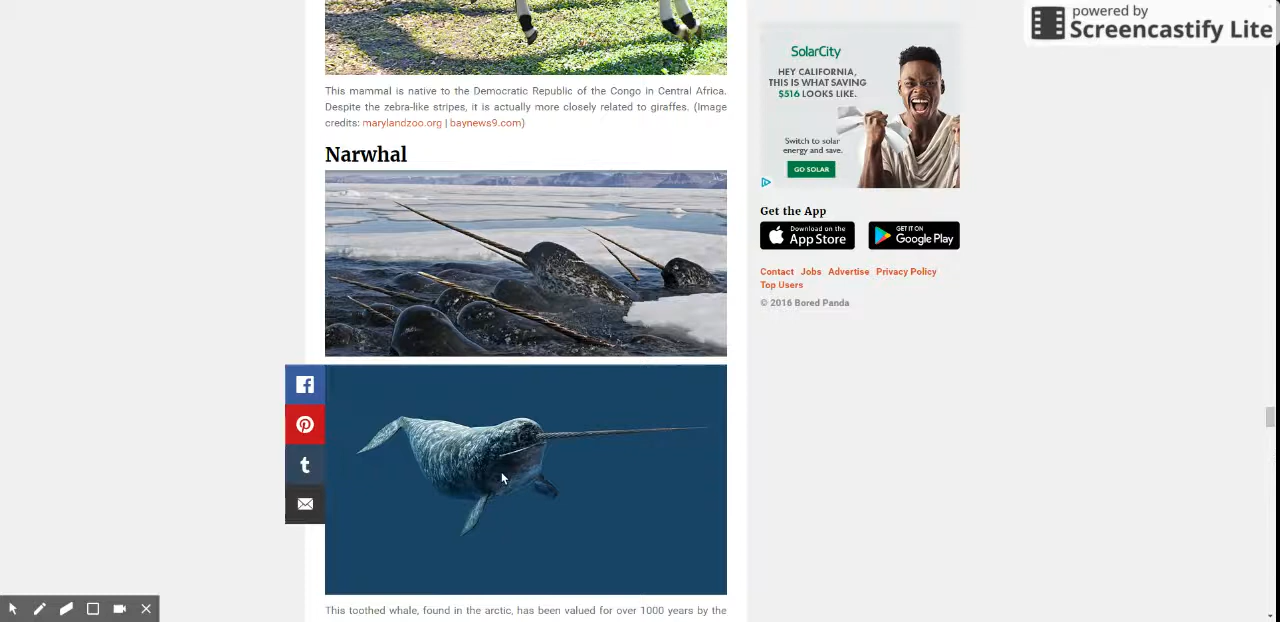 powered by
Screencastify Lite
This mammal is native to the Democratic Republic of the Congo in Central Africa.
Despite the zebra-like stripes, it is actually more closely related to giraffes. (Image
credits: marylandzoo.org | baynews9.com)
Narwhal
This toothed whale, found in the arctic, has been valued for over 1000 years by the
SolarCity
HEY CALIFORNIA,
THIS IS WHAT SAVING
$516 LOOKS LIKE.
Switch to solar
energy and save.
GO SOLAR
Get the App
Download on the
App Store
GET IT ON
Google Play
Contact Jobs Advertise Privacy Policy
Top Users
© 2016 Bored Panda